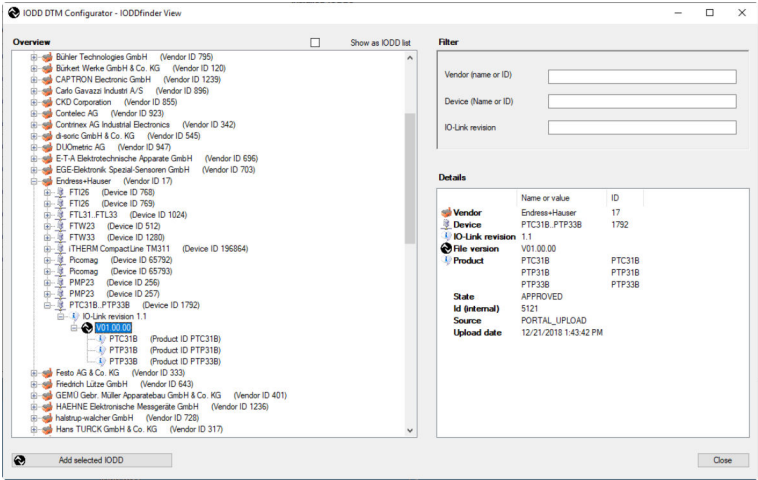 IODD DTM Configurator - IODDfinder View
Overview
Show as IODD list
Bühler Technologies GmbH (Vendor ID 795)
Bürkert Werke GmbH & Co. KG (Vendor ID 120)
CAPTRON Electronic GmbH (Vendor ID 1239)
Carlo Gavazzi Industri A/S (Vendor ID 896)
CKD Corporation (Vendor ID 855)
Contelec AG (Vendor ID 923)
Contrinex AG Industrial Electronics (Vendor ID 342)
di-soric GmbH & Co. KG (Vendor ID 545)
DUOmetric AG (Vendor ID 947)
E-T-A Elektrotechnische Apparate GmbH (Vendor ID 696)
EGE-Elektronik Spezial-Sensoren GmbH (Vendor ID 703)
Endress+Hauser (Vendor ID 17)
FTI26 (Device ID 768)
FTI26 (Device ID 769)
FTL31..FTL33 (Device ID 1024)
FTW23 (Device ID 512)
FTW33 (Device ID 1280)
iTHERM CompactLine TM311 (Device ID 196864)
Picomag (Device ID 65792)
Picomag (Device ID 65793)
PMP23 (Device ID 256)
PMP23 (Device ID 257)
PTC31B..PTP33B (Device ID 1792)
IO-Link revision 1.1
V01.00.00
PTC31B (Product ID PTC31B)
PTP31B (Product ID PTP31B)
PTP33B (Product ID PTP33B)
Festo AG & Co. KG (Vendor ID 333)
Friedrich Lütze GmbH (Vendor ID 643)
GEMÜ Gebr. Müller Apparatebau GmbH & Co. KG (Vendor ID 401)
HAEHNE Elektronische Messgeräte GmbH (Vendor ID 1236)
halstrup-walcher GmbH (Vendor ID 728)
Hans TURCK GmbH & Co. KG (Vendor ID 317)
Add selected IODD
Filter
Vendor (name or ID)
Device (Name or ID)
IO-Link revision
Details
Name or value ID
Vendor Endress+Hauser 17
Device PTC31B..PTP33B 1792
IO-Link revision 1.1
File version V01.00.00
Product PTC31B PTC31B
PTP31B PTP31B
PTP33B PTP33B
State APPROVED
Id (internal) 5121
Source PORTAL_UPLOAD
Upload date 12/21/2018 1:43:42 PM
Close